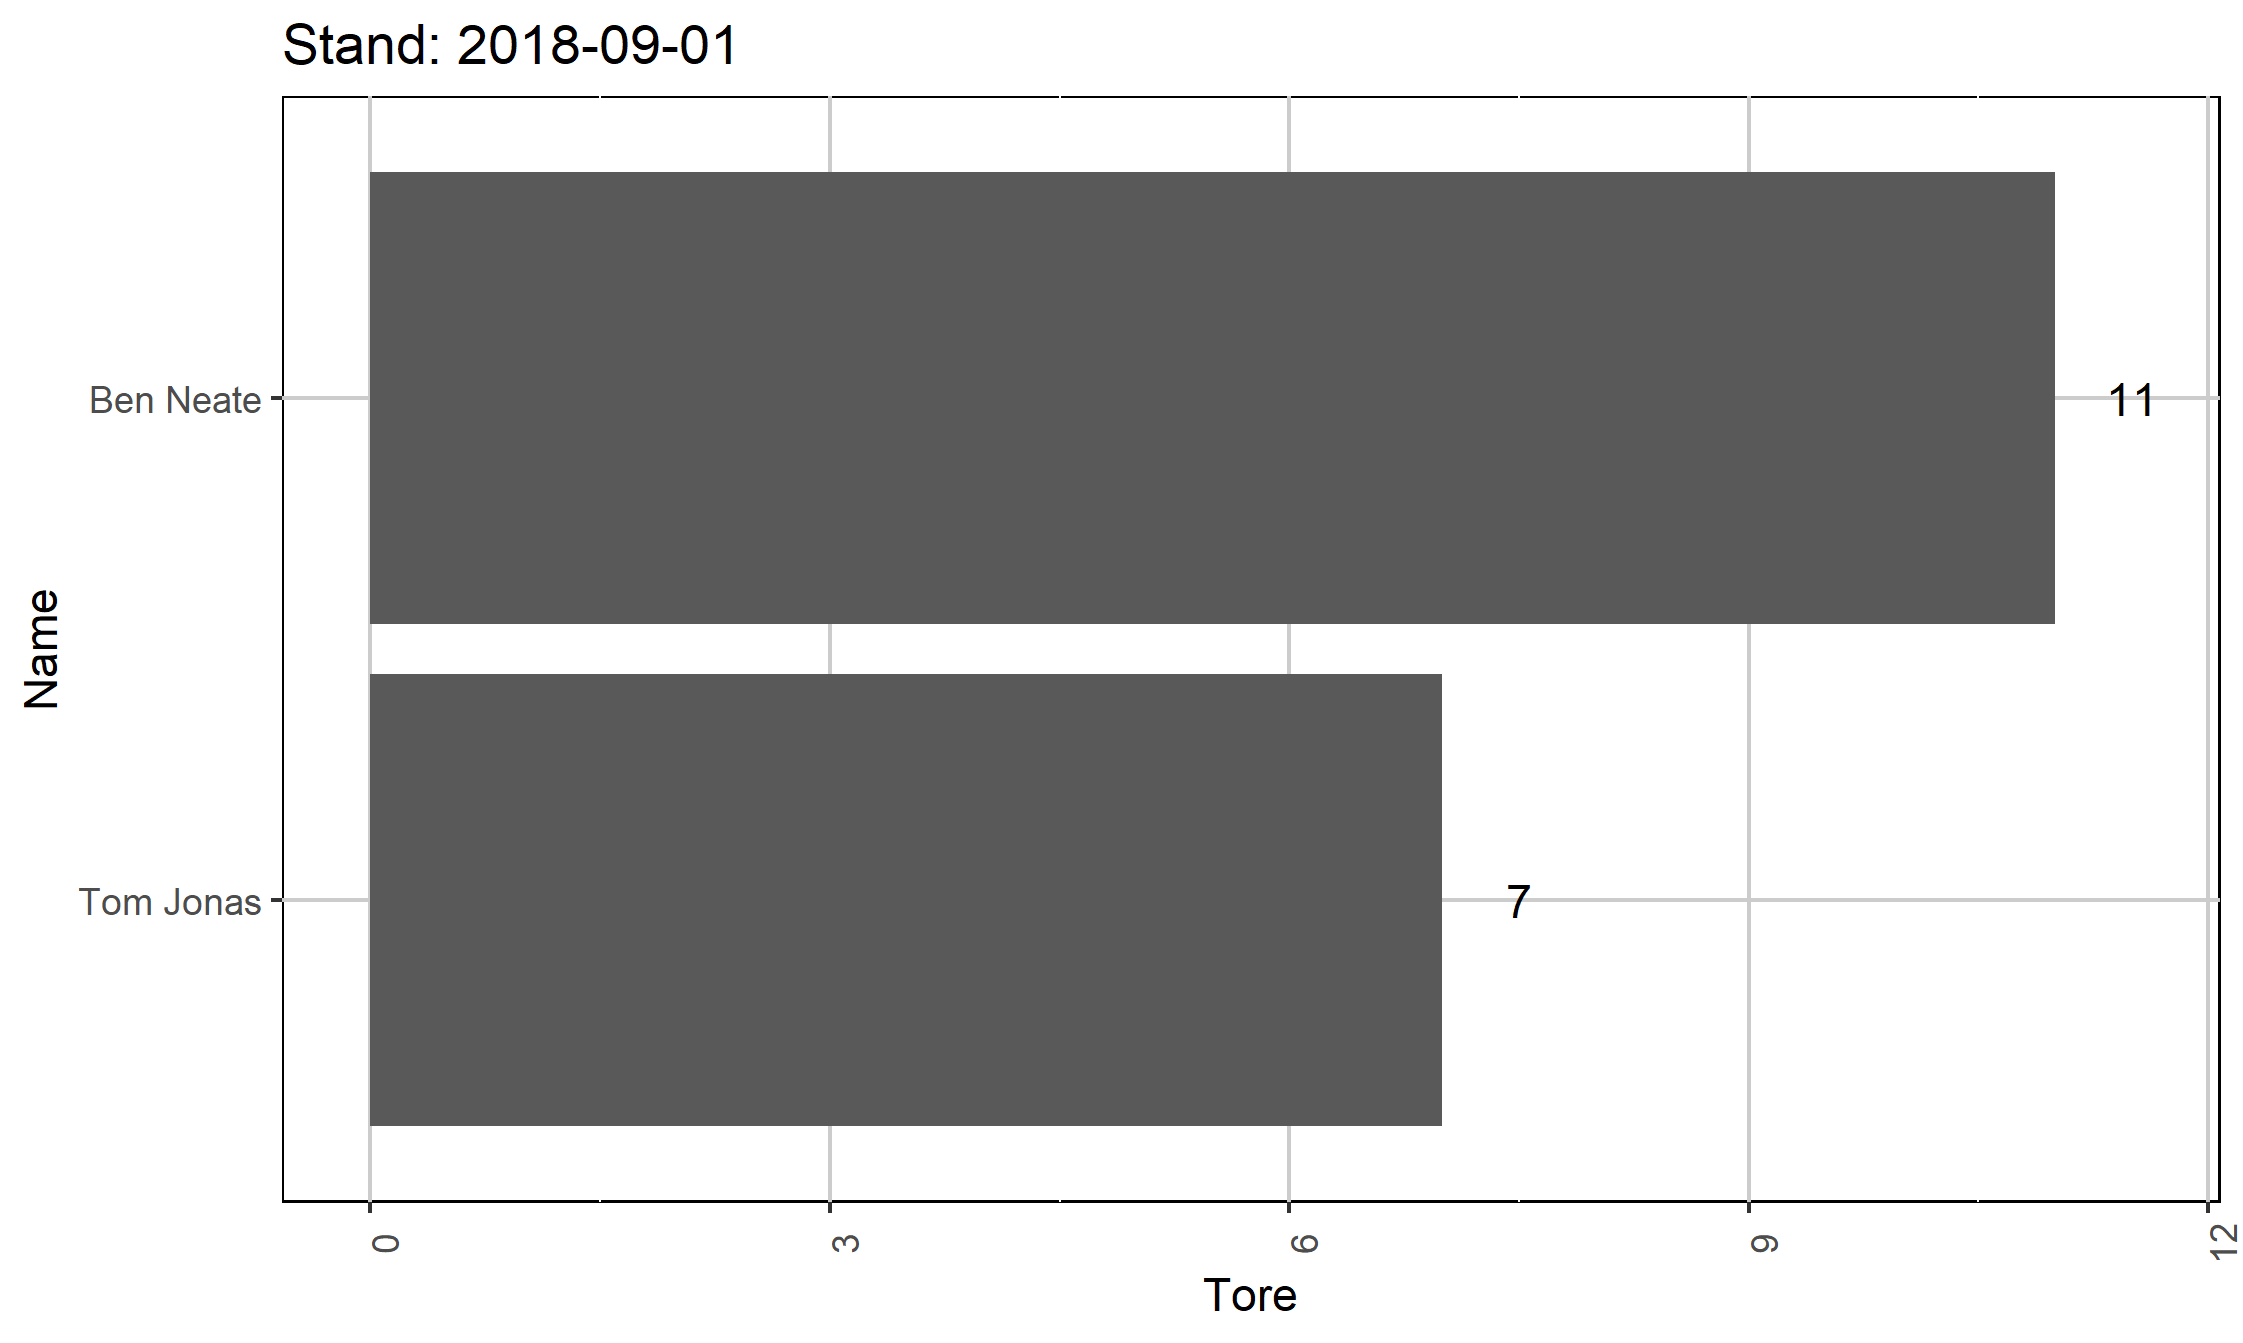 Stand: 2018-09-01
Name
Ben Neate
11
Tom Jonas
7
0 3 6 9 12
Tore